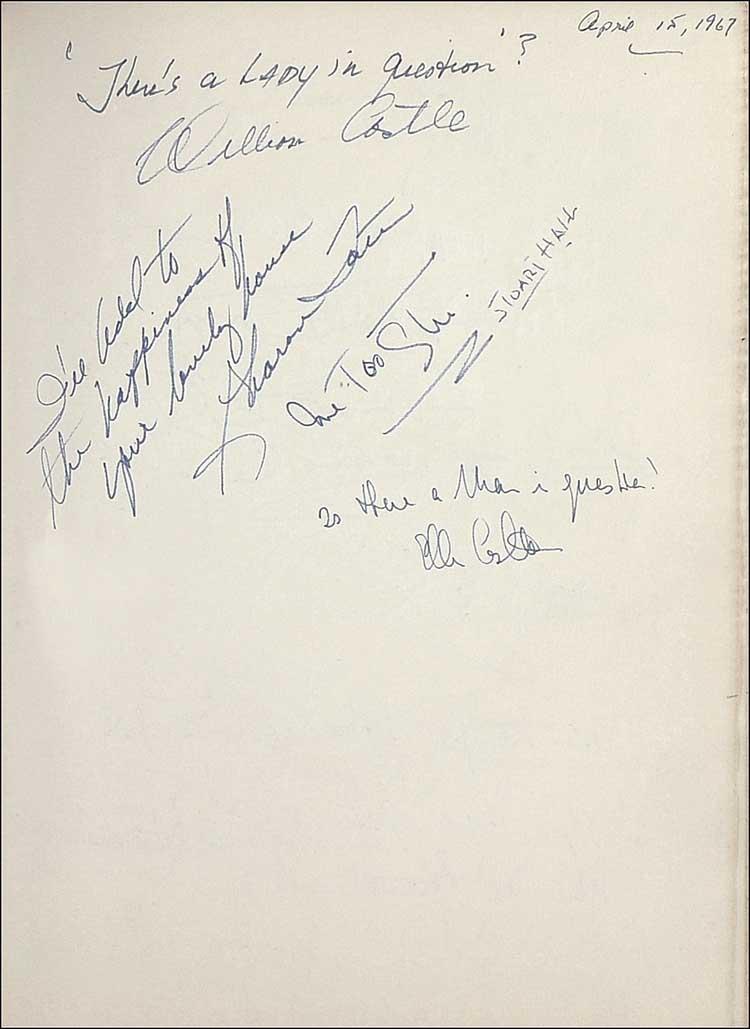 April 15, 1967
'There's a LADY in question'?
William Castle
I'll add to
the happiness of
your lovely house
Sharon Tate
Me Too
STUART HALL
Is there a Man in question!
Ellen Castle